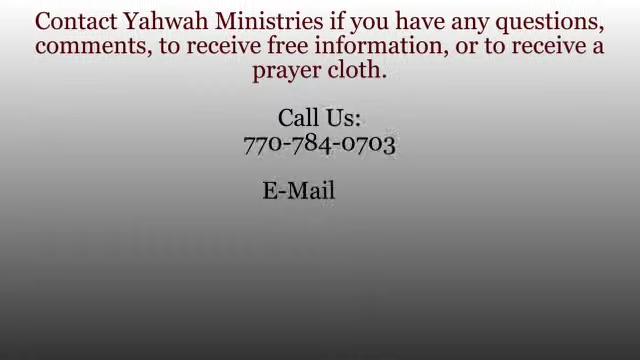 Contact Yahwah Ministries if you have any questions,
comments, to receive free information, or to receive a
prayer cloth.
Call Us:
770-784-0703
E-Mail